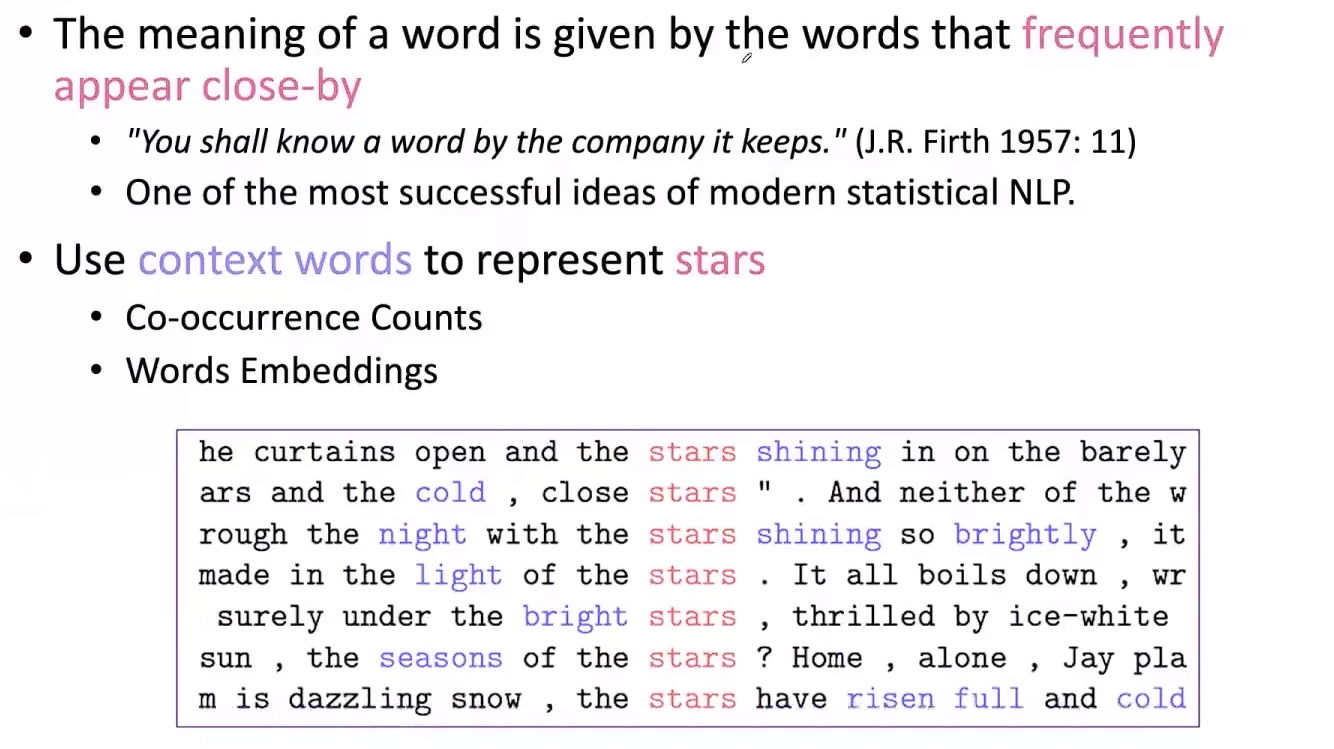 • The meaning of a word is given by the words that frequently
appear close-by
• "You shall know a word by the company it keeps." (J.R. Firth 1957: 11)
• One of the most successful ideas of modern statistical NLP.
• Use context words to represent stars
• Co-occurrence Counts
• Words Embeddings
he curtains open and the stars shining in on the barely
ars and the cold , close stars " . And neither of the w
rough the night with the stars shining so brightly , it
made in the light of the stars . It all boils down , wr
surely under the bright stars , thrilled by ice-white
sun , the seasons of the stars ? Home , alone , Jay pla
m is dazzling snow , the stars have risen full and cold